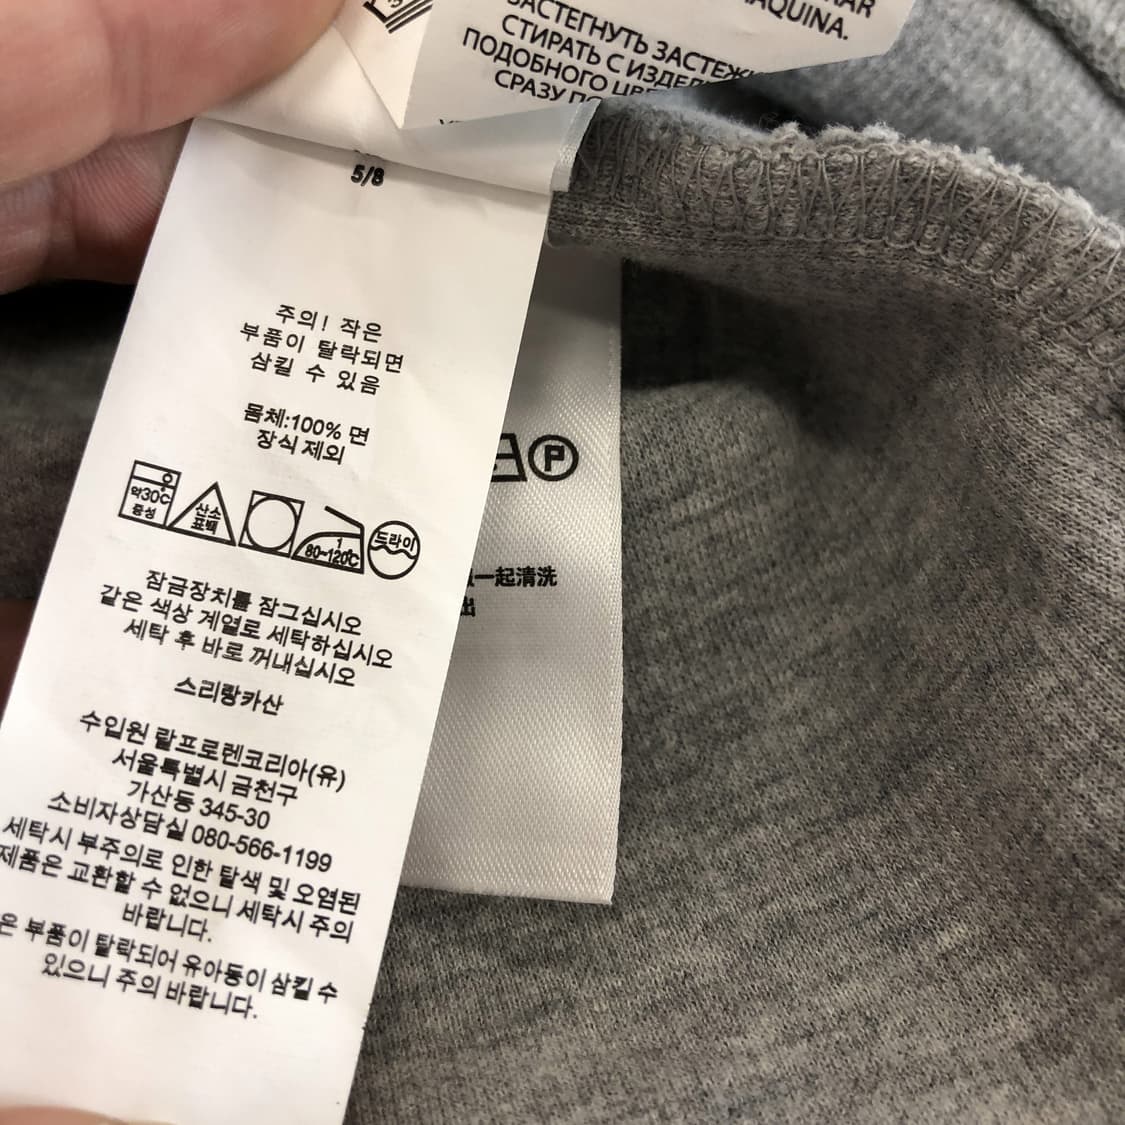 AQUINA.
ЗАСТЕГНУТЬ
СТИРАТЬ С
ПОДОБНОГО
СРАЗУ
5/8
주의! 작은
부품이 탈락되면
삼킬 수 있음
몸체:100% 면
장식 제외
약30℃
중성
산소
표백
1
80~120℃
드라이
P
잠금장치를 잠그십시오
같은 색상 계열로 세탁하십시오
세탁 후 바로 꺼내십시오
一起清洗
出
스리랑카산
수입원 랄프로렌코리아(유)
서울특별시 금천구
가산동 345-30
소비자상담실 080-566-1199
세탁시 부주의로 인한 탈색 및 오염된
제품은 교환할 수 없으니 세탁시 주의
바랍니다.
은 부품이 탈락되어 유아동이 삼킬 수
있으니 주의 바랍니다.